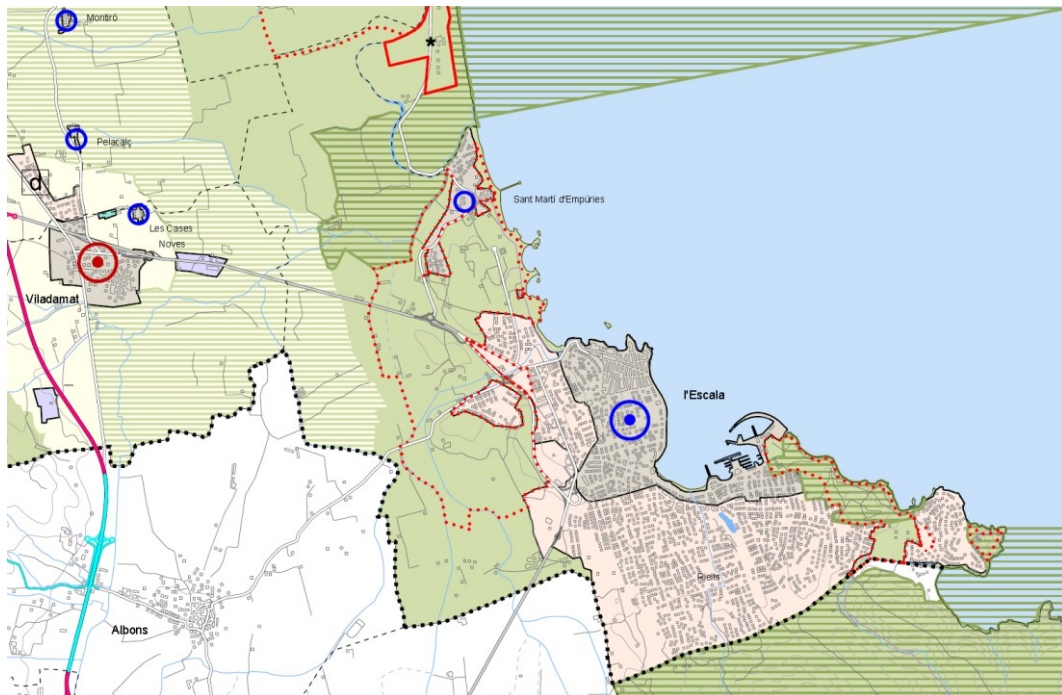 Montiró
*
Pelacalç
d
Sant Martí d'Empúries
Les Cases
Noves
Viladamat
l'Escala
Riells
Albons